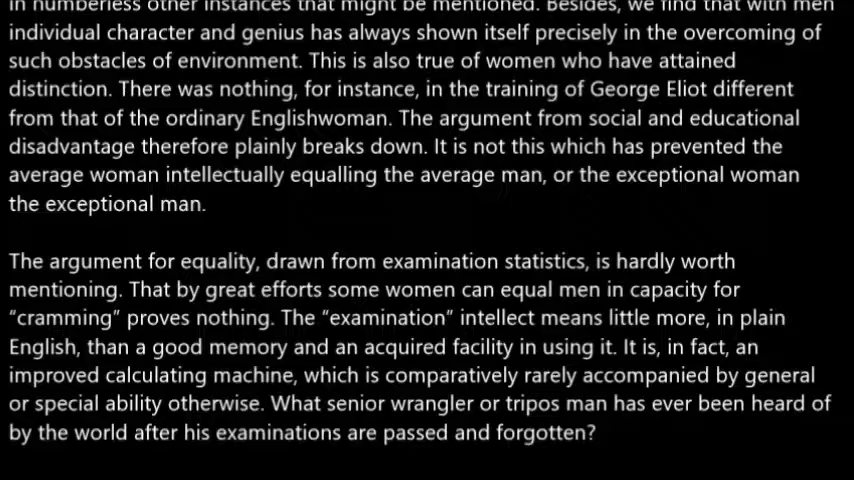 in numberless other instances that might be mentioned. Besides, we find that with men
individual character and genius has always shown itself precisely in the overcoming of
such obstacles of environment. This is also true of women who have attained
distinction. There was nothing, for instance, in the training of George Eliot different
from that of the ordinary Englishwoman. The argument from social and educational
disadvantage therefore plainly breaks down. It is not this which has prevented the
average woman intellectually equalling the average man, or the exceptional woman
the exceptional man.
The argument for equality, drawn from examination statistics, is hardly worth
mentioning. That by great efforts some women can equal men in capacity for
“cramming” proves nothing. The “examination” intellect means little more, in plain
English, than a good memory and an acquired facility in using it. It is, in fact, an
improved calculating machine, which is comparatively rarely accompanied by general
or special ability otherwise. What senior wrangler or tripos man has ever been heard of
by the world after his examinations are passed and forgotten?